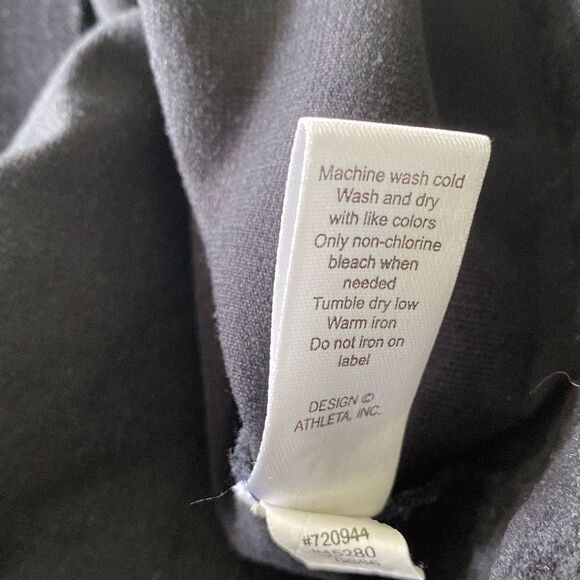 Machine wash cold
Wash and dry
with like colors
Only non-chlorine
bleach when
needed
Tumble dry low
Warm iron
Do not iron on
label
DESIGN ©
ATHLETA, INC.
#720944